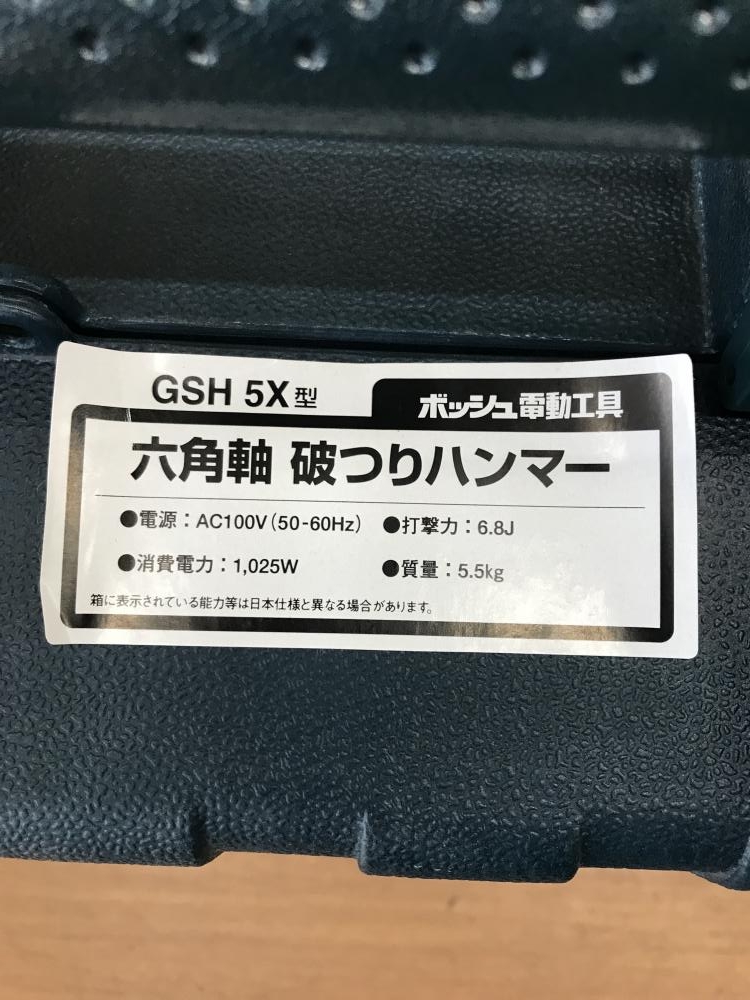 GSH 5X型
ボッシュ電動工具
六角軸 破つりハンマー
●電源：AC100V(50-60Hz) ●打撃力：6.8J
●消費電力：1,025W ●質量：5.5kg
箱に表示されている能力等は日本仕様と異なる場合があります。